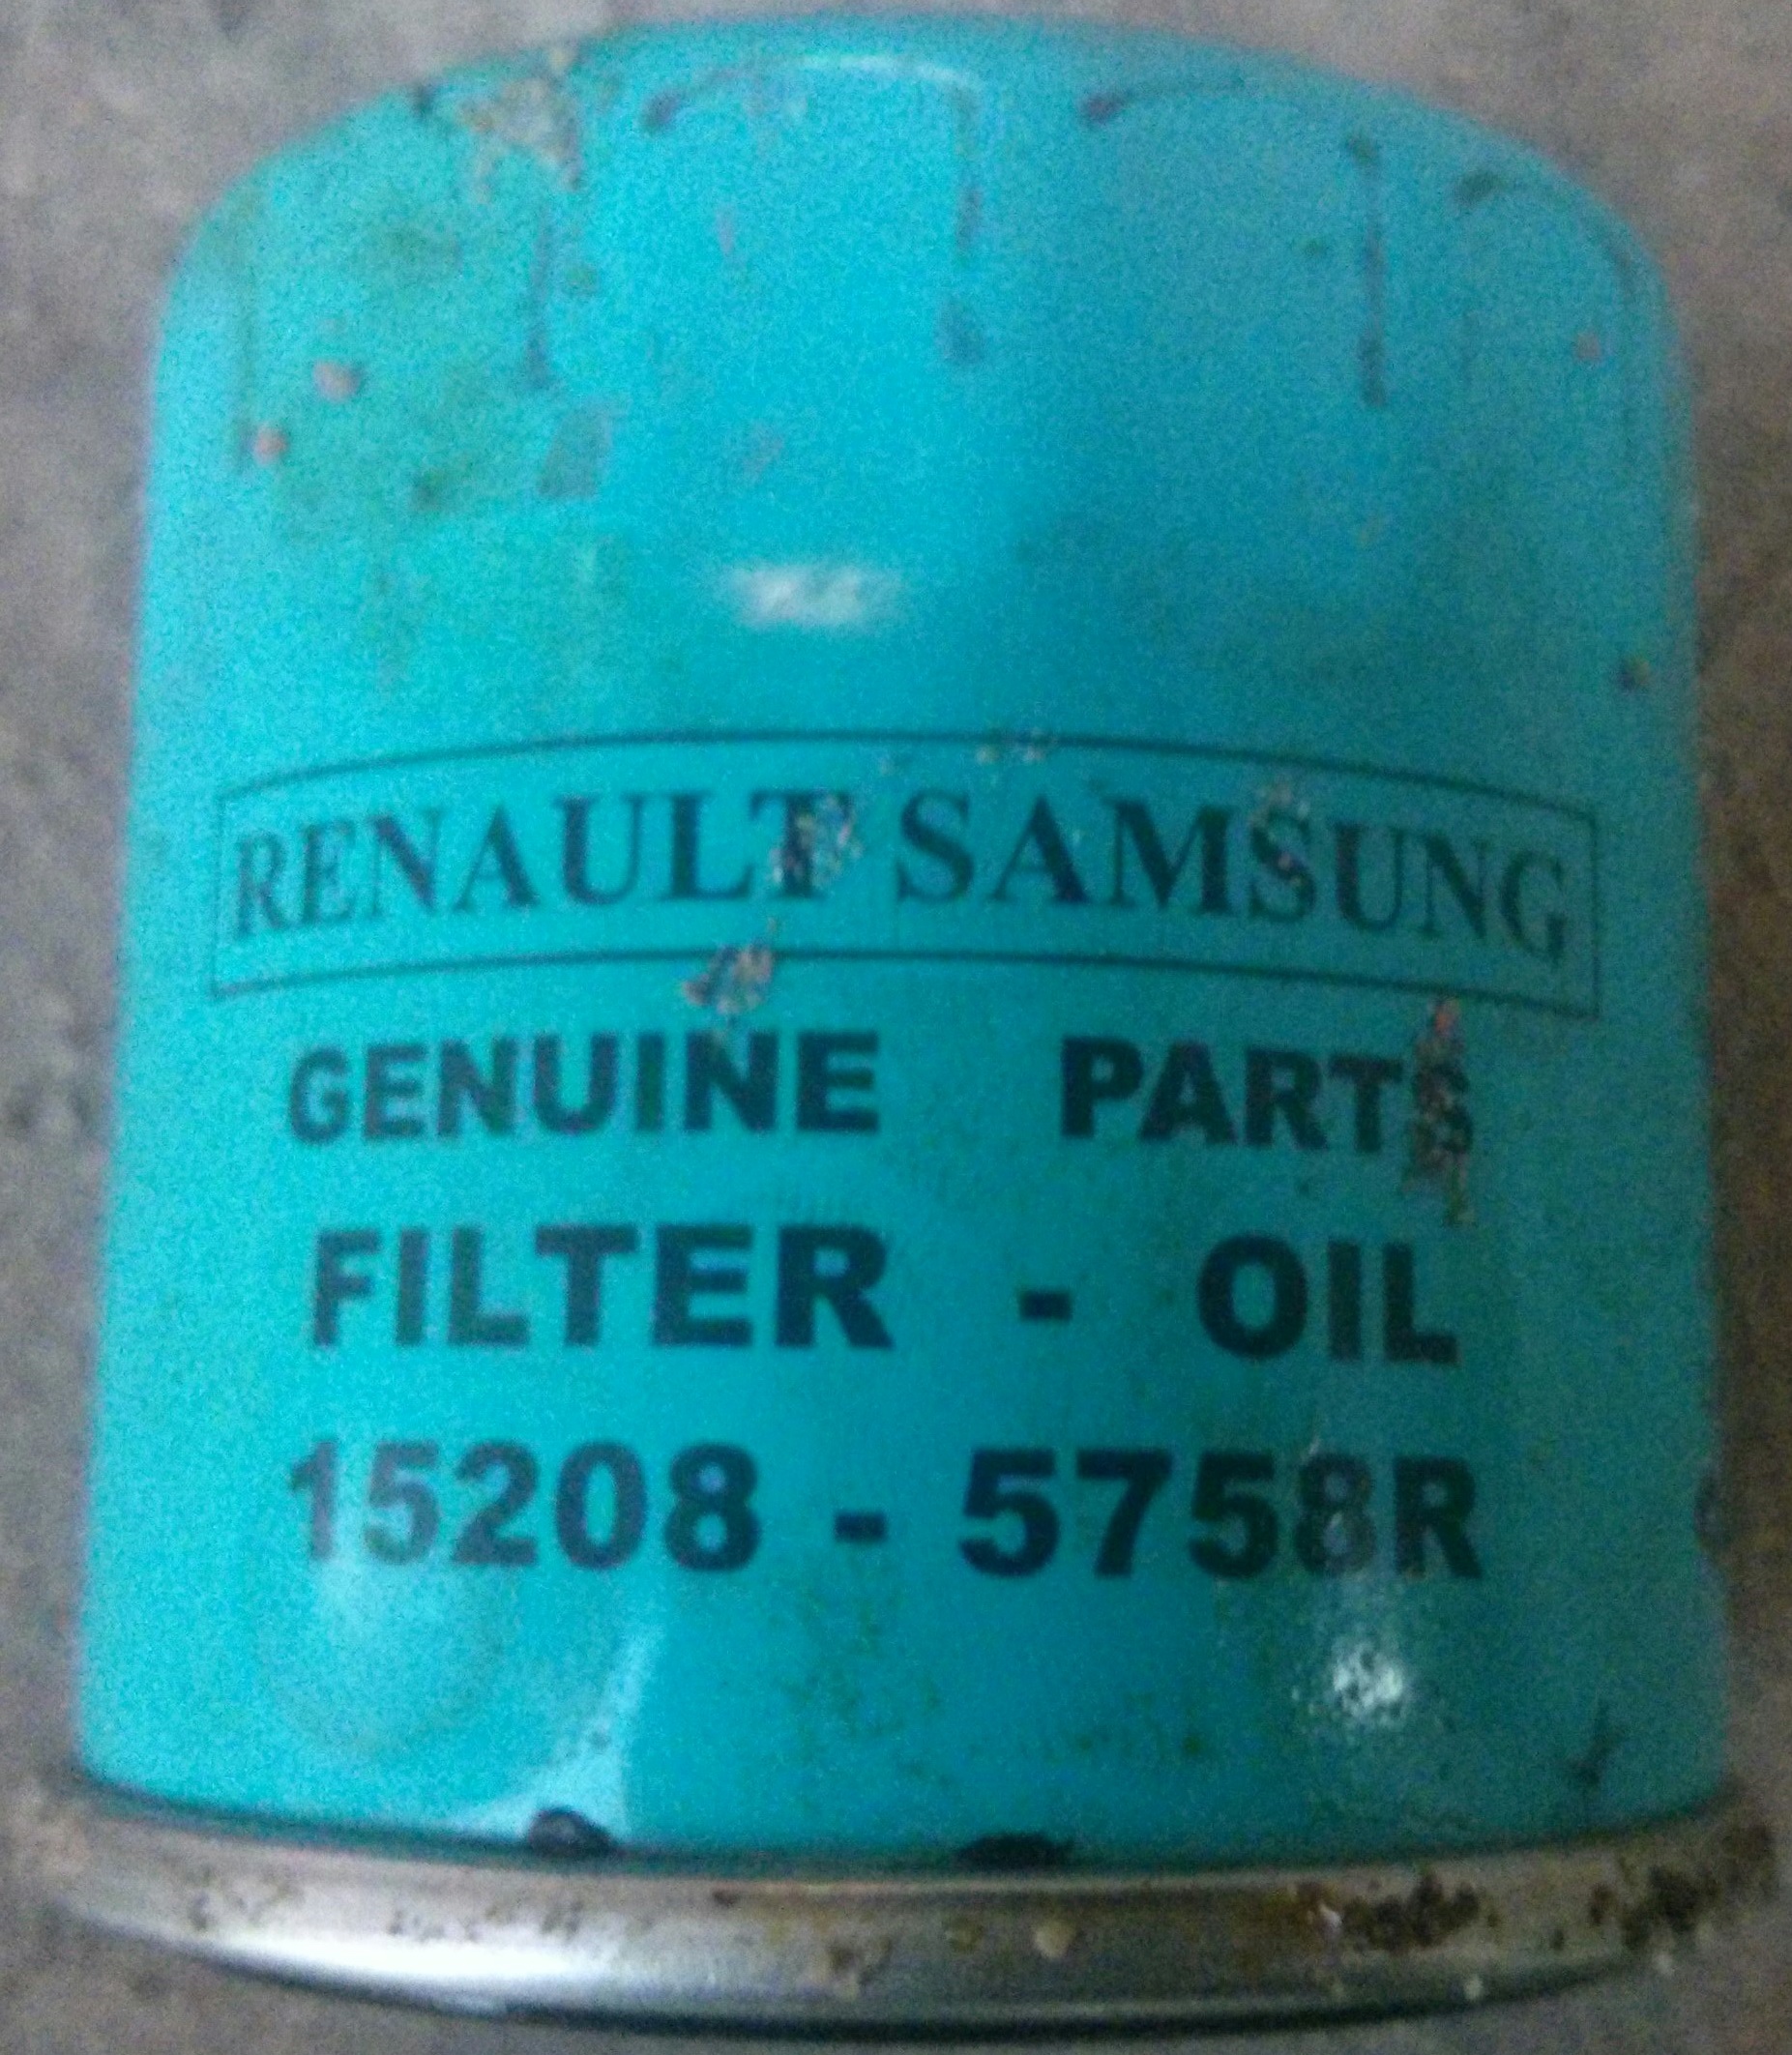 RENAULT SAMSUNG
GENUINE PARTS
FILTER - OIL
15208 - 5758R